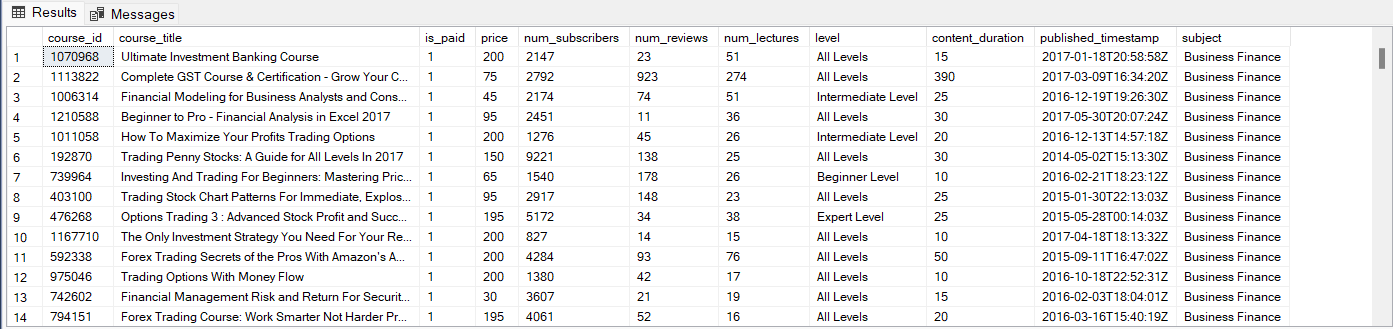 Results Messages
course_id course_title is_paid price num_subscribers num_reviews num_lectures level content_duration published_timestamp subject
1 1070968 Ultimate Investment Banking Course 1 200 2147 23 51 All Levels 15 2017-01-18T20:58:58Z Business Finance
2 1113822 Complete GST Course & Certification - Grow Your C... 1 75 2792 923 274 All Levels 390 2017-03-09T16:34:20Z Business Finance
3 1006314 Financial Modeling for Business Analysts and Cons... 1 45 2174 74 51 Intermediate Level 25 2016-12-19T19:26:30Z Business Finance
4 1210588 Beginner to Pro - Financial Analysis in Excel 2017 1 95 2451 11 36 All Levels 30 2017-05-30T20:07:24Z Business Finance
5 1011058 How To Maximize Your Profits Trading Options 1 200 1276 45 26 Intermediate Level 20 2016-12-13T14:57:18Z Business Finance
6 192870 Trading Penny Stocks: A Guide for All Levels In 2017 1 150 9221 138 25 All Levels 30 2014-05-02T15:13:30Z Business Finance
7 739964 Investing And Trading For Beginners: Mastering Pric... 1 65 1540 178 26 Beginner Level 10 2016-02-21T18:23:12Z Business Finance
8 403100 Trading Stock Chart Patterns For Immediate, Explos... 1 95 2917 148 23 All Levels 25 2015-01-30T22:13:03Z Business Finance
9 476268 Options Trading 3 : Advanced Stock Profit and Succ... 1 195 5172 34 38 Expert Level 25 2015-05-28T00:14:03Z Business Finance
10 1167710 The Only Investment Strategy You Need For Your Re... 1 200 827 14 15 All Levels 10 2017-04-18T18:13:32Z Business Finance
11 592338 Forex Trading Secrets of the Pros With Amazon's A... 1 200 4284 93 76 All Levels 50 2015-09-11T16:47:02Z Business Finance
12 975046 Trading Options With Money Flow 1 200 1380 42 17 All Levels 10 2016-10-18T22:52:31Z Business Finance
13 742602 Financial Management Risk and Return For Securit... 1 30 3607 21 19 All Levels 15 2016-02-03T18:04:01Z Business Finance
14 794151 Forex Trading Course: Work Smarter Not Harder Pr... 1 195 4061 52 16 All Levels 20 2016-03-16T15:40:19Z Business Finance